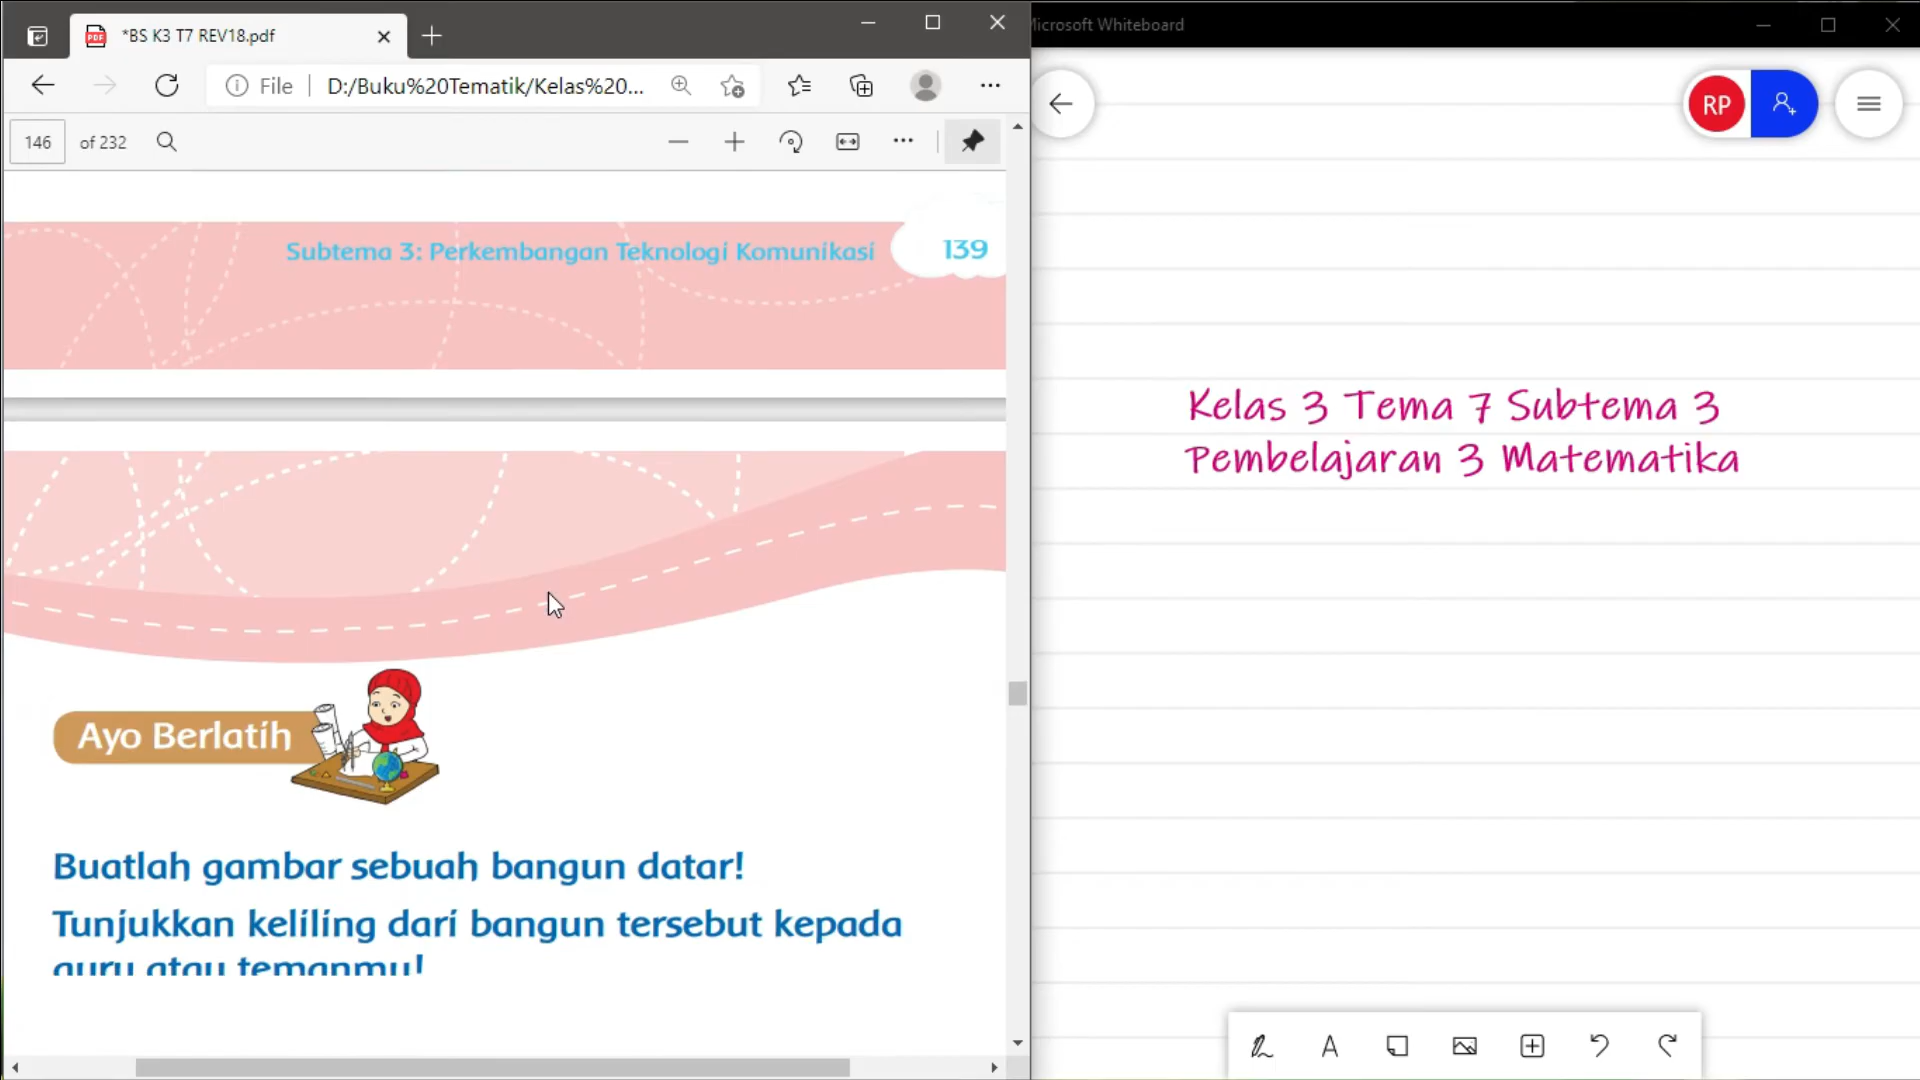 *BS K3 T7 REV18.pdf
File
D:/Buku%20Tematik/Kelas%20...
146
of 232
Subtema 3: Perkembangan Teknologi Komunikasi
139
Ayo Berlatih
Buatlah gambar sebuah bangun datar!
Tunjukkan keliling dari bangun tersebut kepada
guru atau temanmu!
Microsoft Whiteboard
RP
Kelas 3 Tema 7 Subtema 3
Pembelajaran 3 Matematika